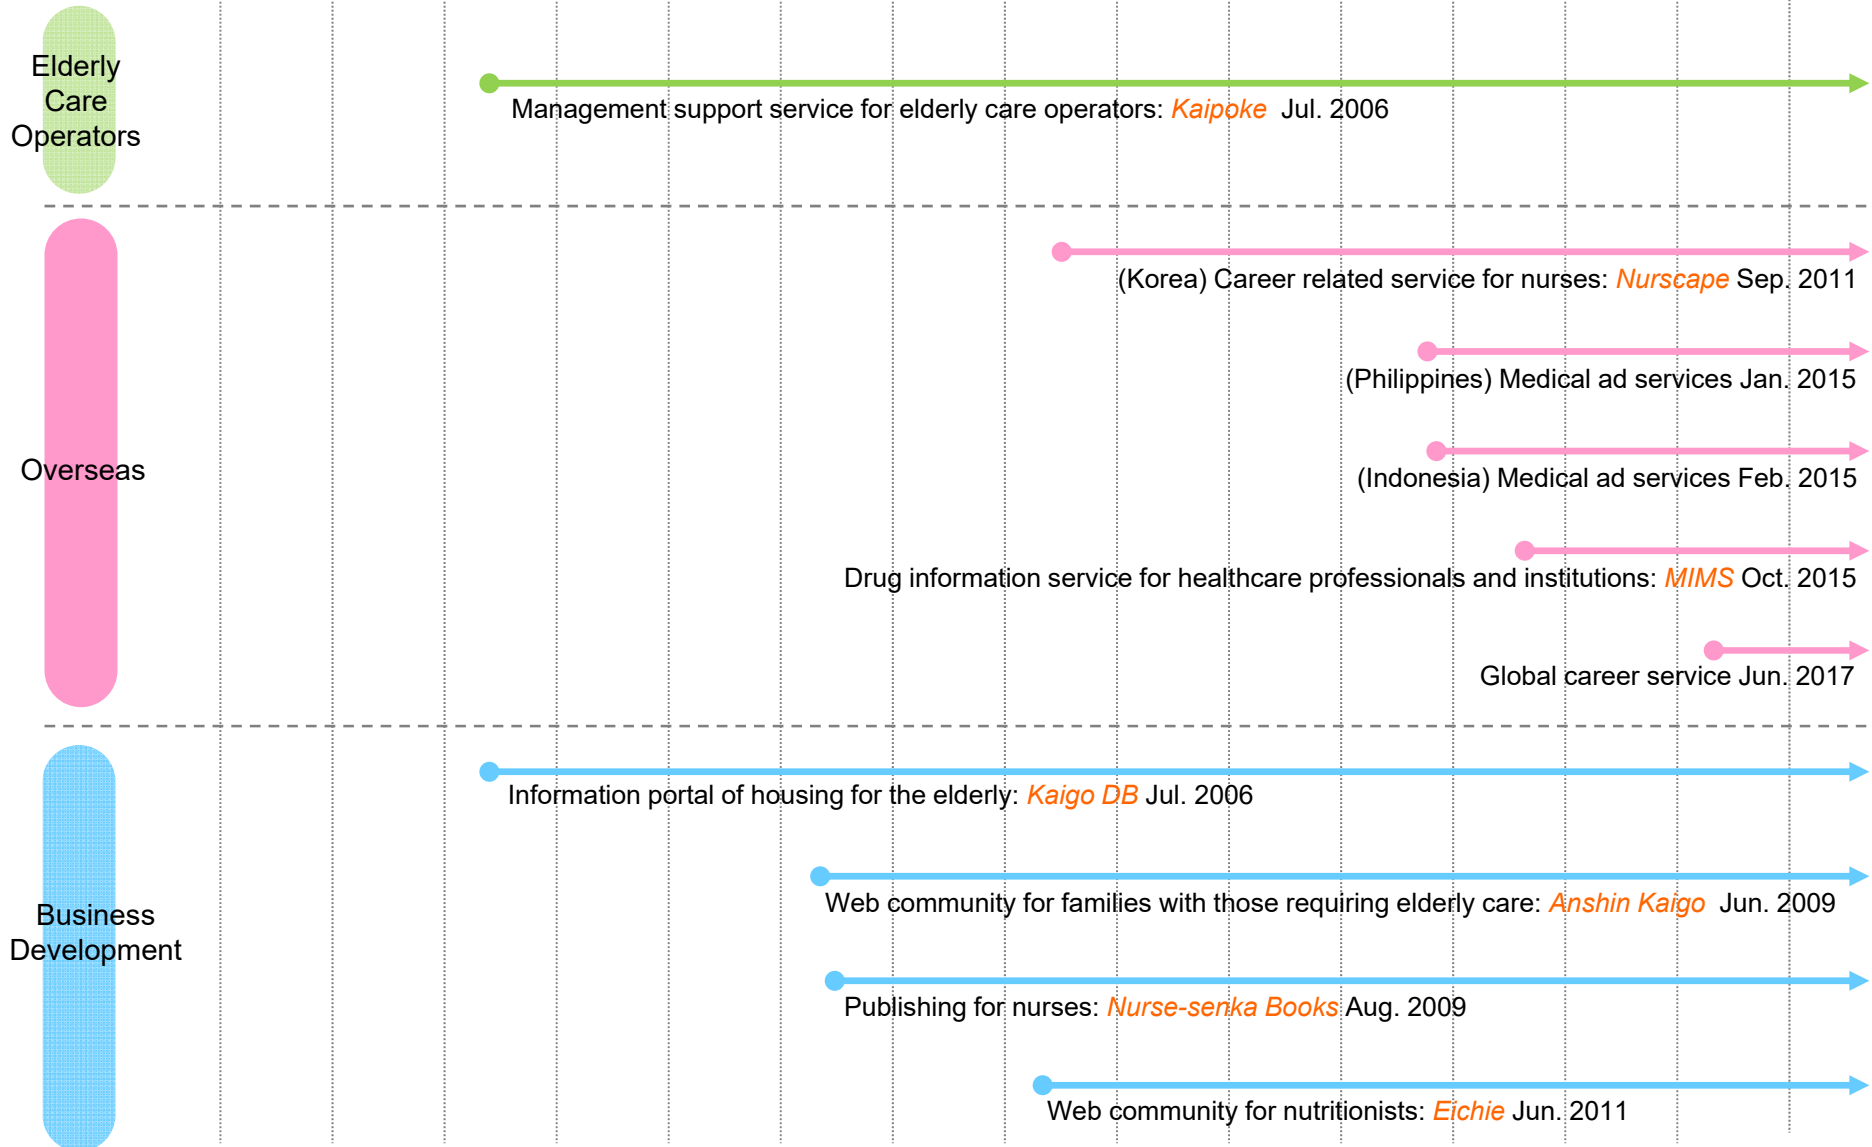 Elderly
Care
Operators
Management support service for elderly care operators: Kaipoke Jul. 2006
Overseas
(Korea) Career related service for nurses: Nurscape Sep. 2011
(Philippines) Medical ad services Jan. 2015
(Indonesia) Medical ad services Feb. 2015
Drug information service for healthcare professionals and institutions: MIMS Oct. 2015
Global career service Jun. 2017
Business
Development
Information portal of housing for the elderly: Kaigo DB Jul. 2006
Web community for families with those requiring elderly care: Anshin Kaigo Jun. 2009
Publishing for nurses: Nurse-senka Books Aug. 2009
Web community for nutritionists: Eichie Jun. 2011